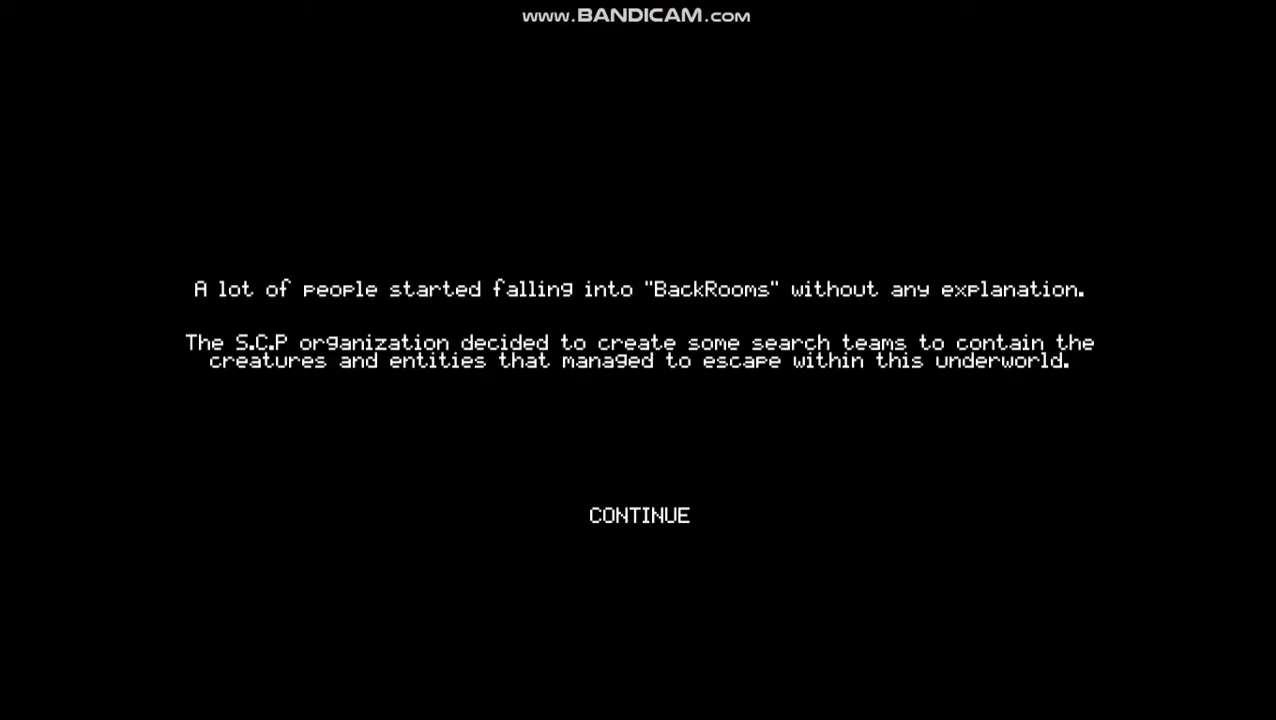 www.BANDICAM.com
A lot of people started falling into "BackRooms" without any explanation.
The S.C.P organization decided to create some search teams to contain the
creatures and entities that managed to escape within this underworld.
CONTINUE